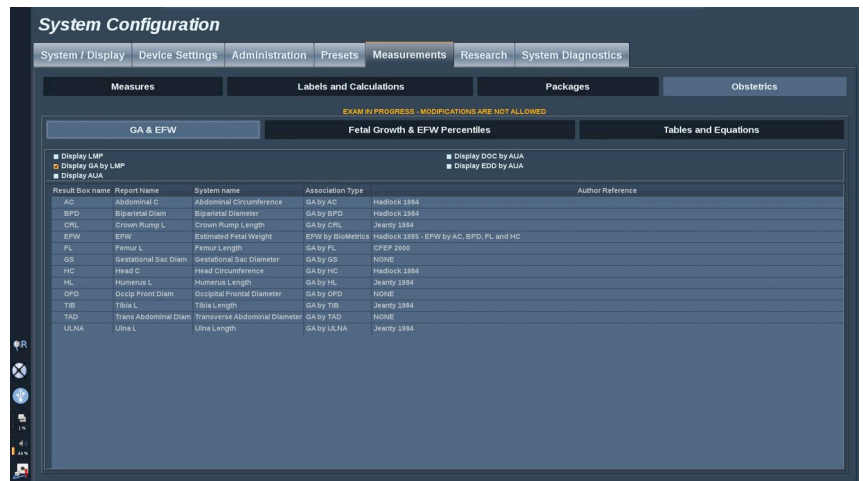 System Configuration
System / Display Device Settings Administration Presets Measurements Research System Diagnostics
Measures Labels and Calculations Packages Obstetrics
EXAM IN PROGRESS - MODIFICATIONS ARE NOT ALLOWED
GA & EFW Fetal Growth & EFW Percentiles Tables and Equations
Display LMP Display DOC by AUA
Display GA by LMP Display EDD by AUA
Display AUA
Result Box name Report Name System name Association Type Author Reference
AC Abdominal C Abdominal Circumference GA by AC Hadlock 1984
BPD Biparietal Diam Biparietal Diameter GA by BPD Hadlock 1984
CRL Crown Rump L Crown Rump Length GA by CRL Jeanty 1984
EFW EFW Estimated Fetal Weight EFW by BioMetrics Hadlock 1985 - EFW by AC, BPD, FL and HC
FL Femur L Femur Length GA by FL CFEF 2000
GS Gestational Sac Diam Gestational Sac Diameter GA by GS NONE
HC Head C Head Circumference GA by HC Hadlock 1984
HL Humerus L Humerus Length GA by HL Jeanty 1984
OFD Occip Front Diam Occipital Frontal Diameter GA by OFD NONE
TIB Tibia L Tibia Length GA by TIB Jeanty 1984
TAD Trans Abdominal Diam Transverse Abdominal Diameter GA by TAD NONE
ULNA Ulna L Ulna Length GA by ULNA Jeanty 1984
R
1 %
44 %